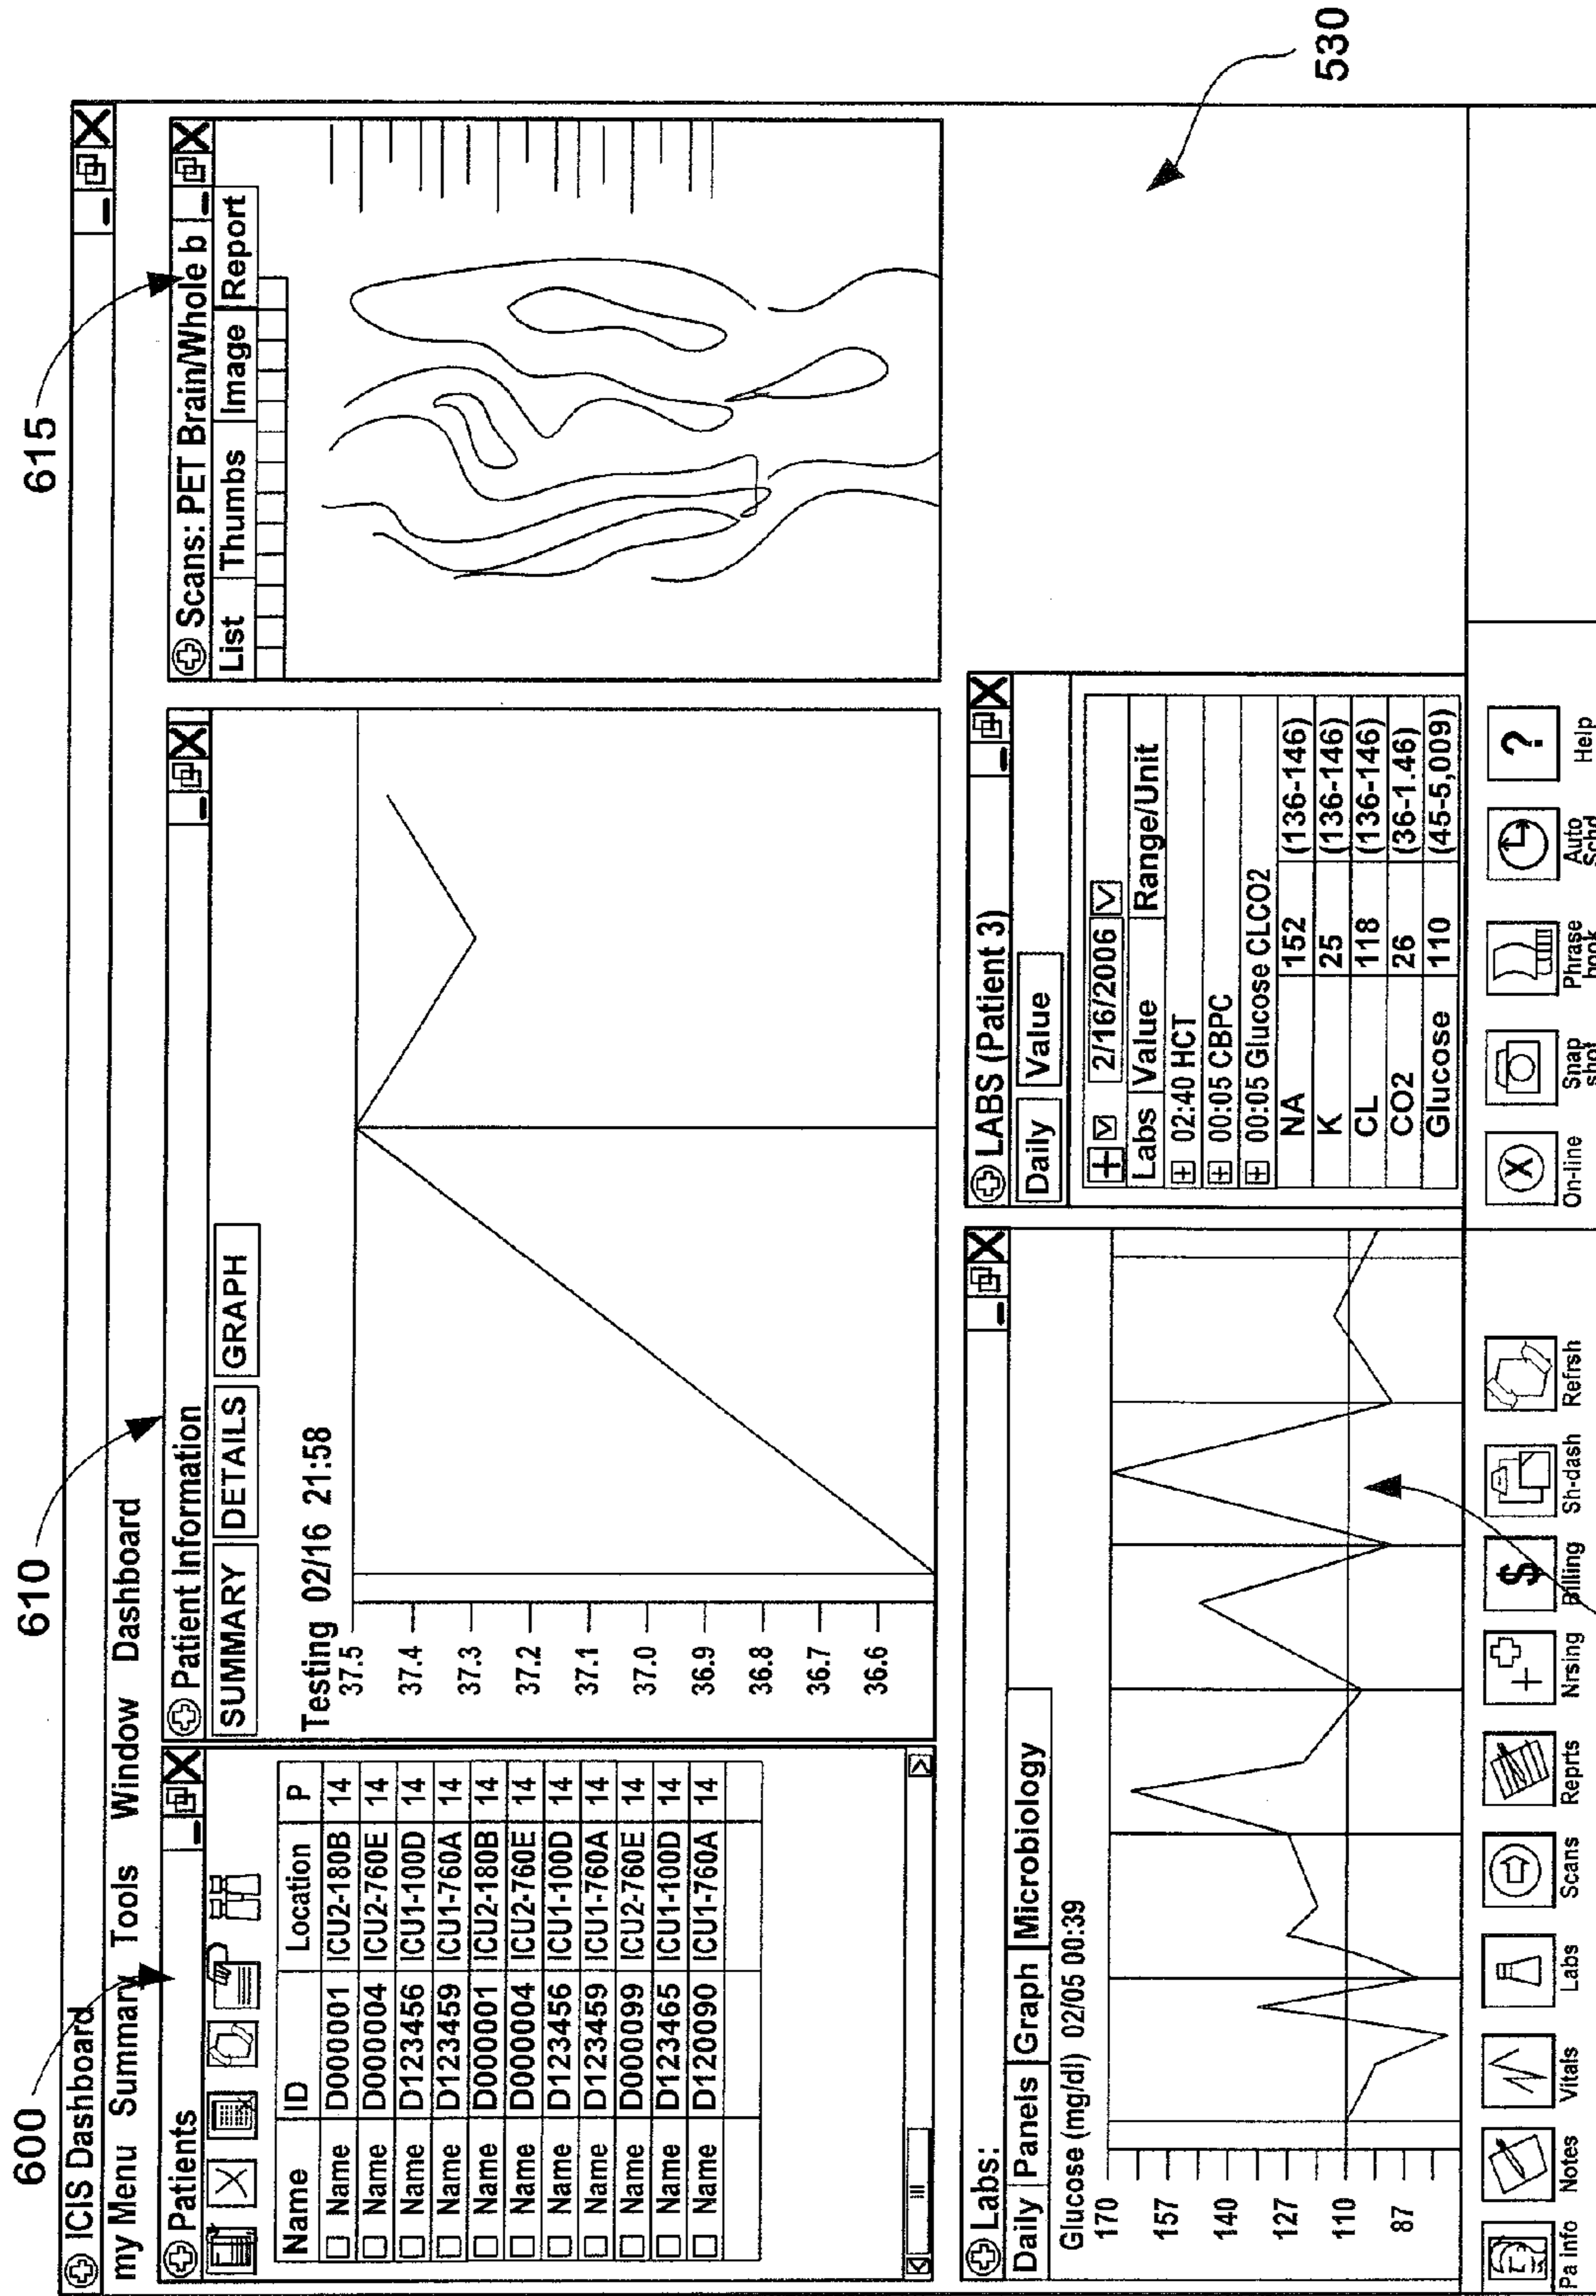 600
610
615
530
ICIS Dashboard
my Menu Summary Tools Window Dashboard
Patients
Name ID Location P
Name D000001 ICU2-180B 14
Name D000004 ICU2-760E 14
Name D123456 ICU1-100D 14
Name D123459 ICU1-760A 14
Name D000001 ICU2-180B 14
Name D000004 ICU2-760E 14
Name D123456 ICU1-100D 14
Name D123459 ICU1-760A 14
Name D000099 ICU2-760E 14
Name D123465 ICU1-100D 14
Name D120090 ICU1-760A 14
Patient Information
SUMMARY DETAILS GRAPH
Testing 02/16 21:58
37.5
37.4
37.3
37.2
37.1
37.0
36.9
36.8
36.7
36.6
Scans: PET Brain/Whole b
List Thumbs Image Report
Labs:
Daily Panels Graph Microbiology
Glucose (mg/dl) 02/05 00:39
170
157
140
127
110
87
LABS (Patient 3)
Daily Value
2/16/2006
Labs Value Range/Unit
02:40 HCT
00:05 CBPC
00:05 Glucose CLCO2
NA 152 (136-146)
K 25 (136-146)
CL 118 (136-146)
CO2 26 (36-1.46)
Glucose 110 (45-5,009)
Pa info Notes Vitals Labs Scans Reprts Nrsing Billing Sh-dash Refrsh On-line Snap shot Phrase book Auto Schd Help